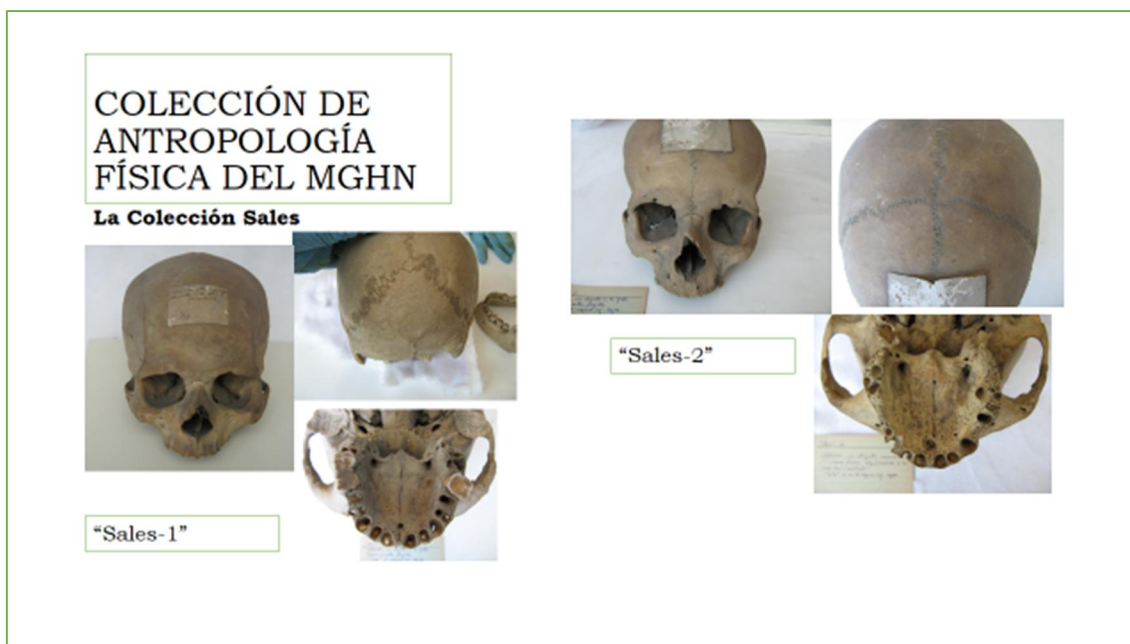 COLECCIÓN DE
ANTROPOLOGÍA
FÍSICA DEL MGHN
La Colección Sales
“Sales-2”
“Sales-1”